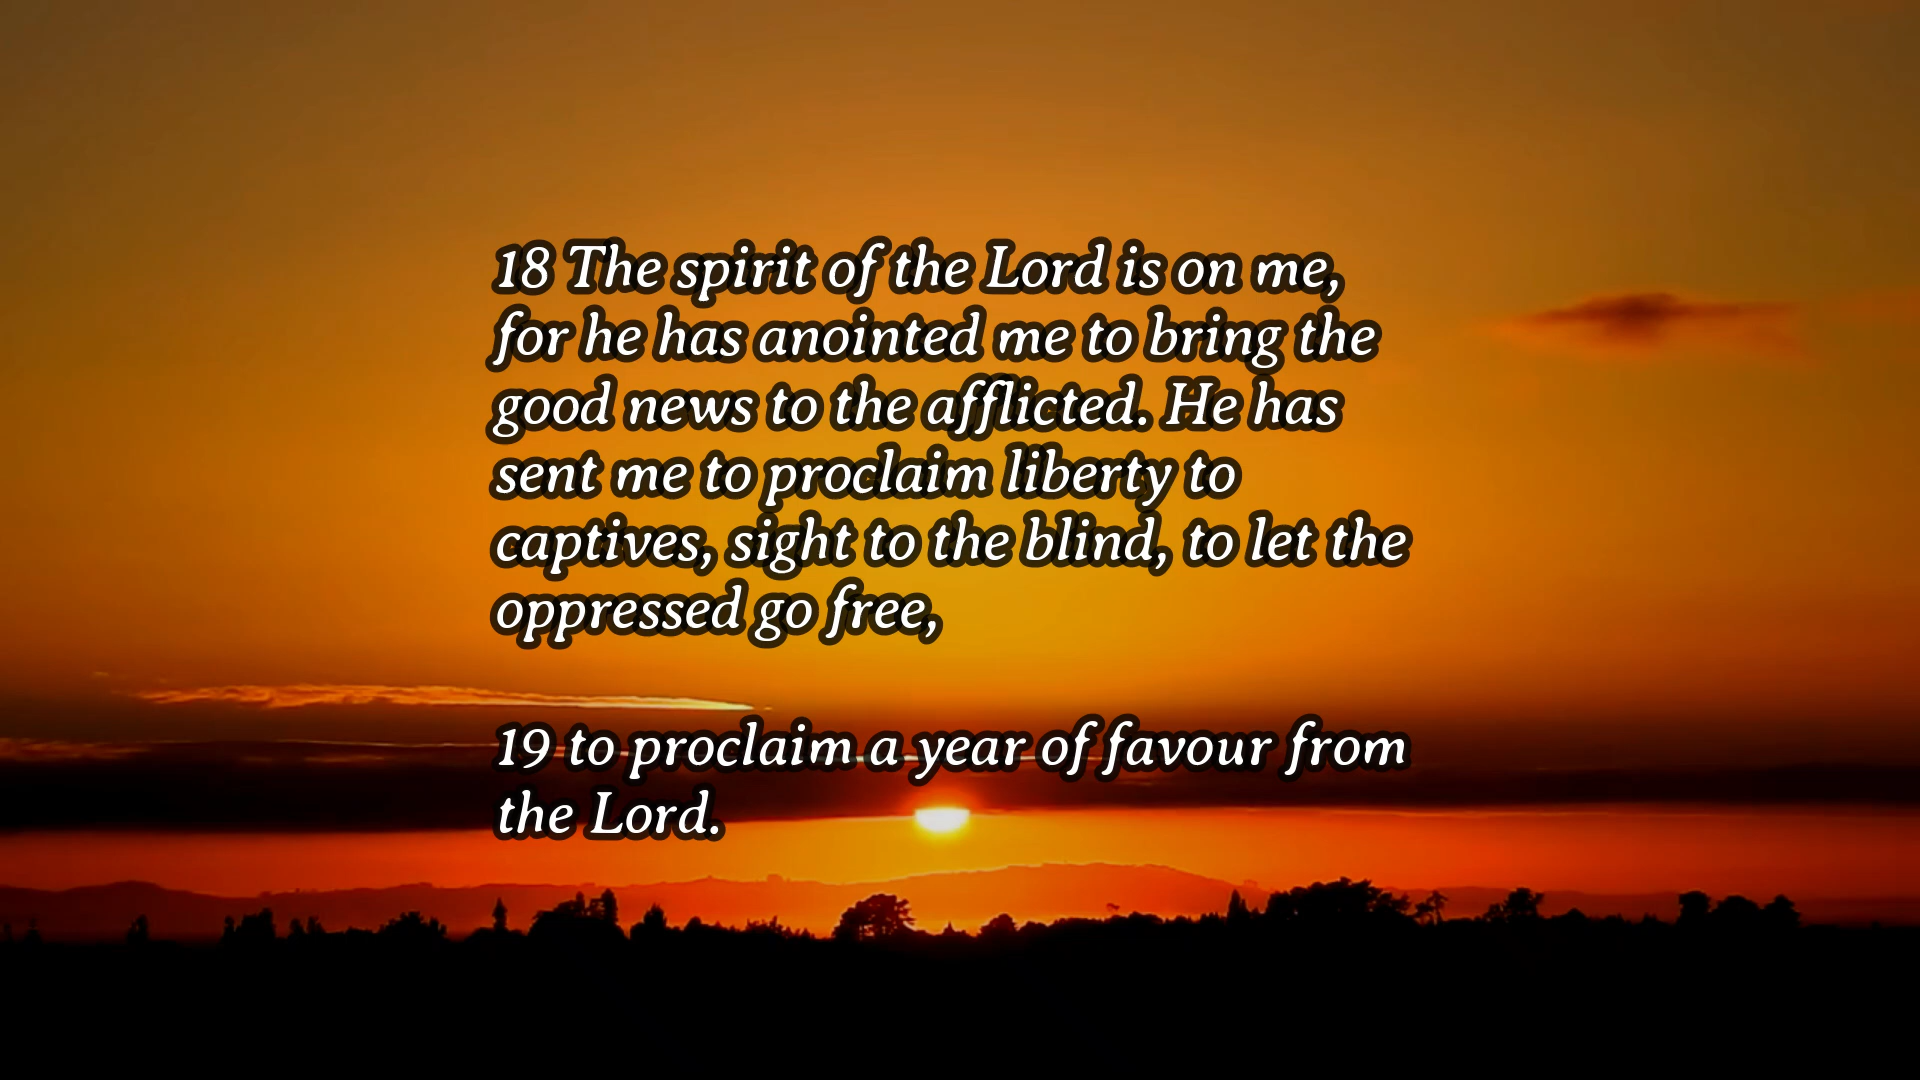 18 The spirit of the Lord is on me,
for he has anointed me to bring the
good news to the afflicted. He has
sent me to proclaim liberty to
captives, sight to the blind, to let the
oppressed go free,
19 to proclaim a year of favour from
the Lord.